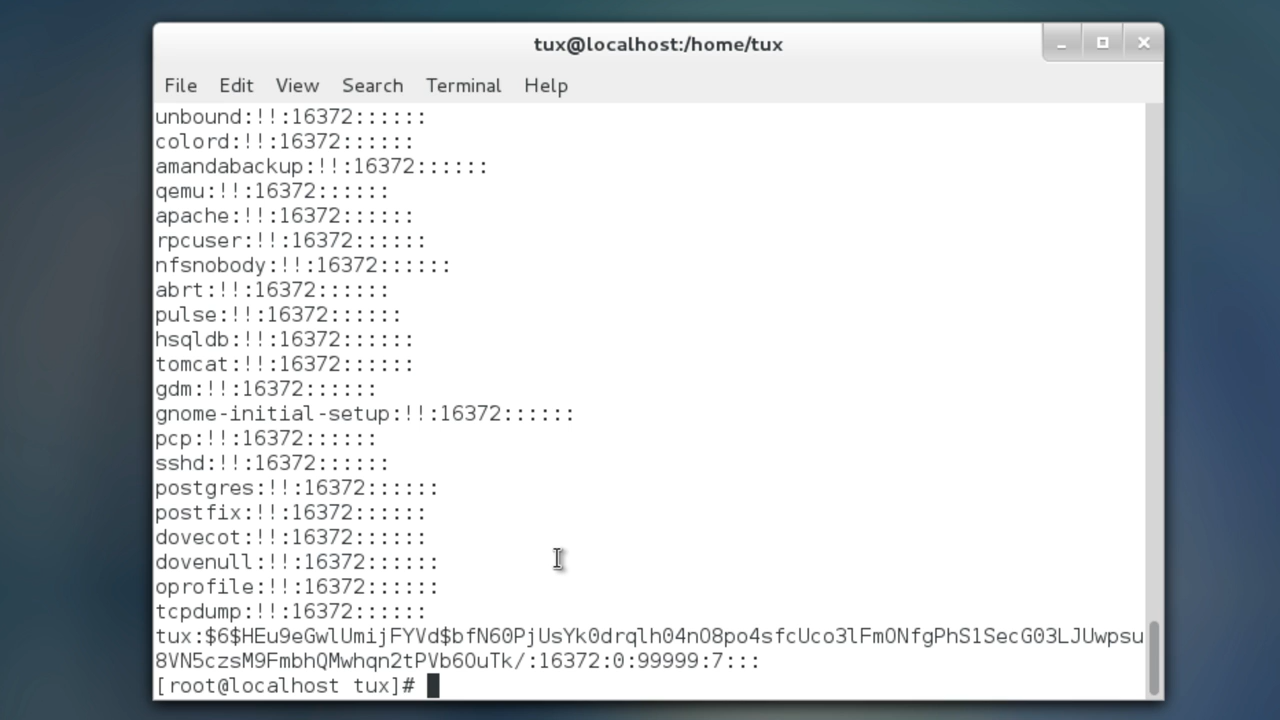 tux@localhost:/home/tux
File Edit View Search Terminal Help
unbound:!!:16372::::::
colord:!!:16372::::::
amandabackup:!!:16372::::::
qemu:!!:16372::::::
apache:!!:16372::::::
rpcuser:!!:16372::::::
nfsnobody:!!:16372::::::
abrt:!!:16372::::::
pulse:!!:16372::::::
hsqldb:!!:16372::::::
tomcat:!!:16372::::::
gdm:!!:16372::::::
gnome-initial-setup:!!:16372::::::
pcp:!!:16372::::::
sshd:!!:16372::::::
postgres:!!:16372::::::
postfix:!!:16372::::::
dovecot:!!:16372::::::
dovenull:!!:16372::::::
oprofile:!!:16372::::::
tcpdump:!!:16372::::::
tux:$6$HEu9eGwlUmijFYVd$bfN60PjUsYk0drqlh04nO8po4sfcUco3lFmONfgPhS1SecG03LJUwpsu
8VN5czsM9FmbhQMwhqn2tPVb6OuTk/:16372:0:99999:7:::
[root@localhost tux]#